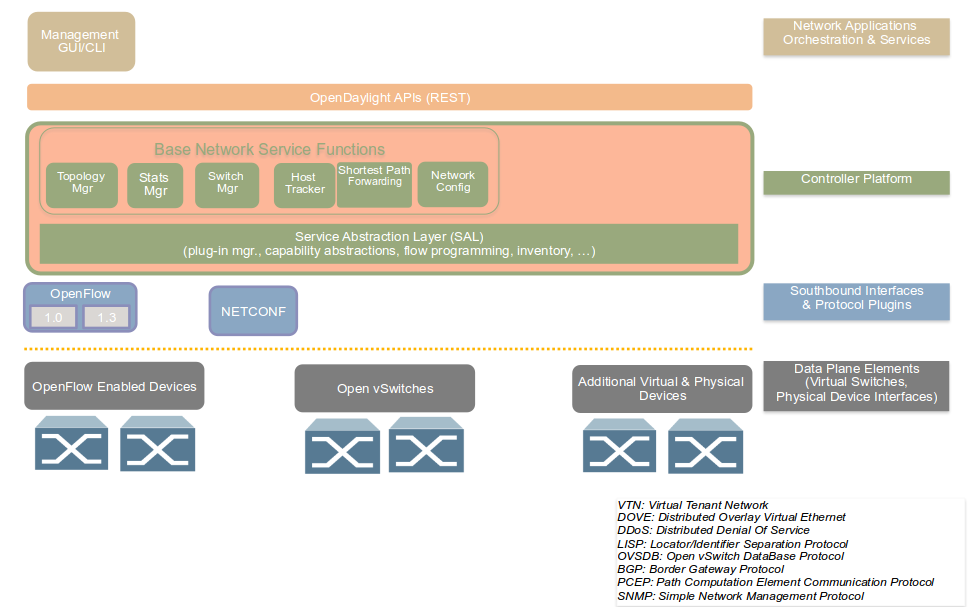 Management
GUI/CLI
Network Applications
Orchestration & Services
OpenDaylight APIs (REST)
Base Network Service Functions
Topology
Mgr
Stats
Mgr
Switch
Mgr
Host
Tracker
Shortest Path
Forwarding
Network
Config
Controller Platform
Service Abstraction Layer (SAL)
(plug-in mgr., capability abstractions, flow programming, inventory, …)
OpenFlow
1.0
1.3
NETCONF
Southbound Interfaces
& Protocol Plugins
OpenFlow Enabled Devices
Open vSwitches
Additional Virtual & Physical
Devices
Data Plane Elements
(Virtual Switches,
Physical Device Interfaces)
VTN: Virtual Tenant Network
DOVE: Distributed Overlay Virtual Ethernet
DDoS: Distributed Denial Of Service
LISP: Locator/Identifier Separation Protocol
OVSDB: Open vSwitch DataBase Protocol
BGP: Border Gateway Protocol
PCEP: Path Computation Element Communication Protocol
SNMP: Simple Network Management Protocol